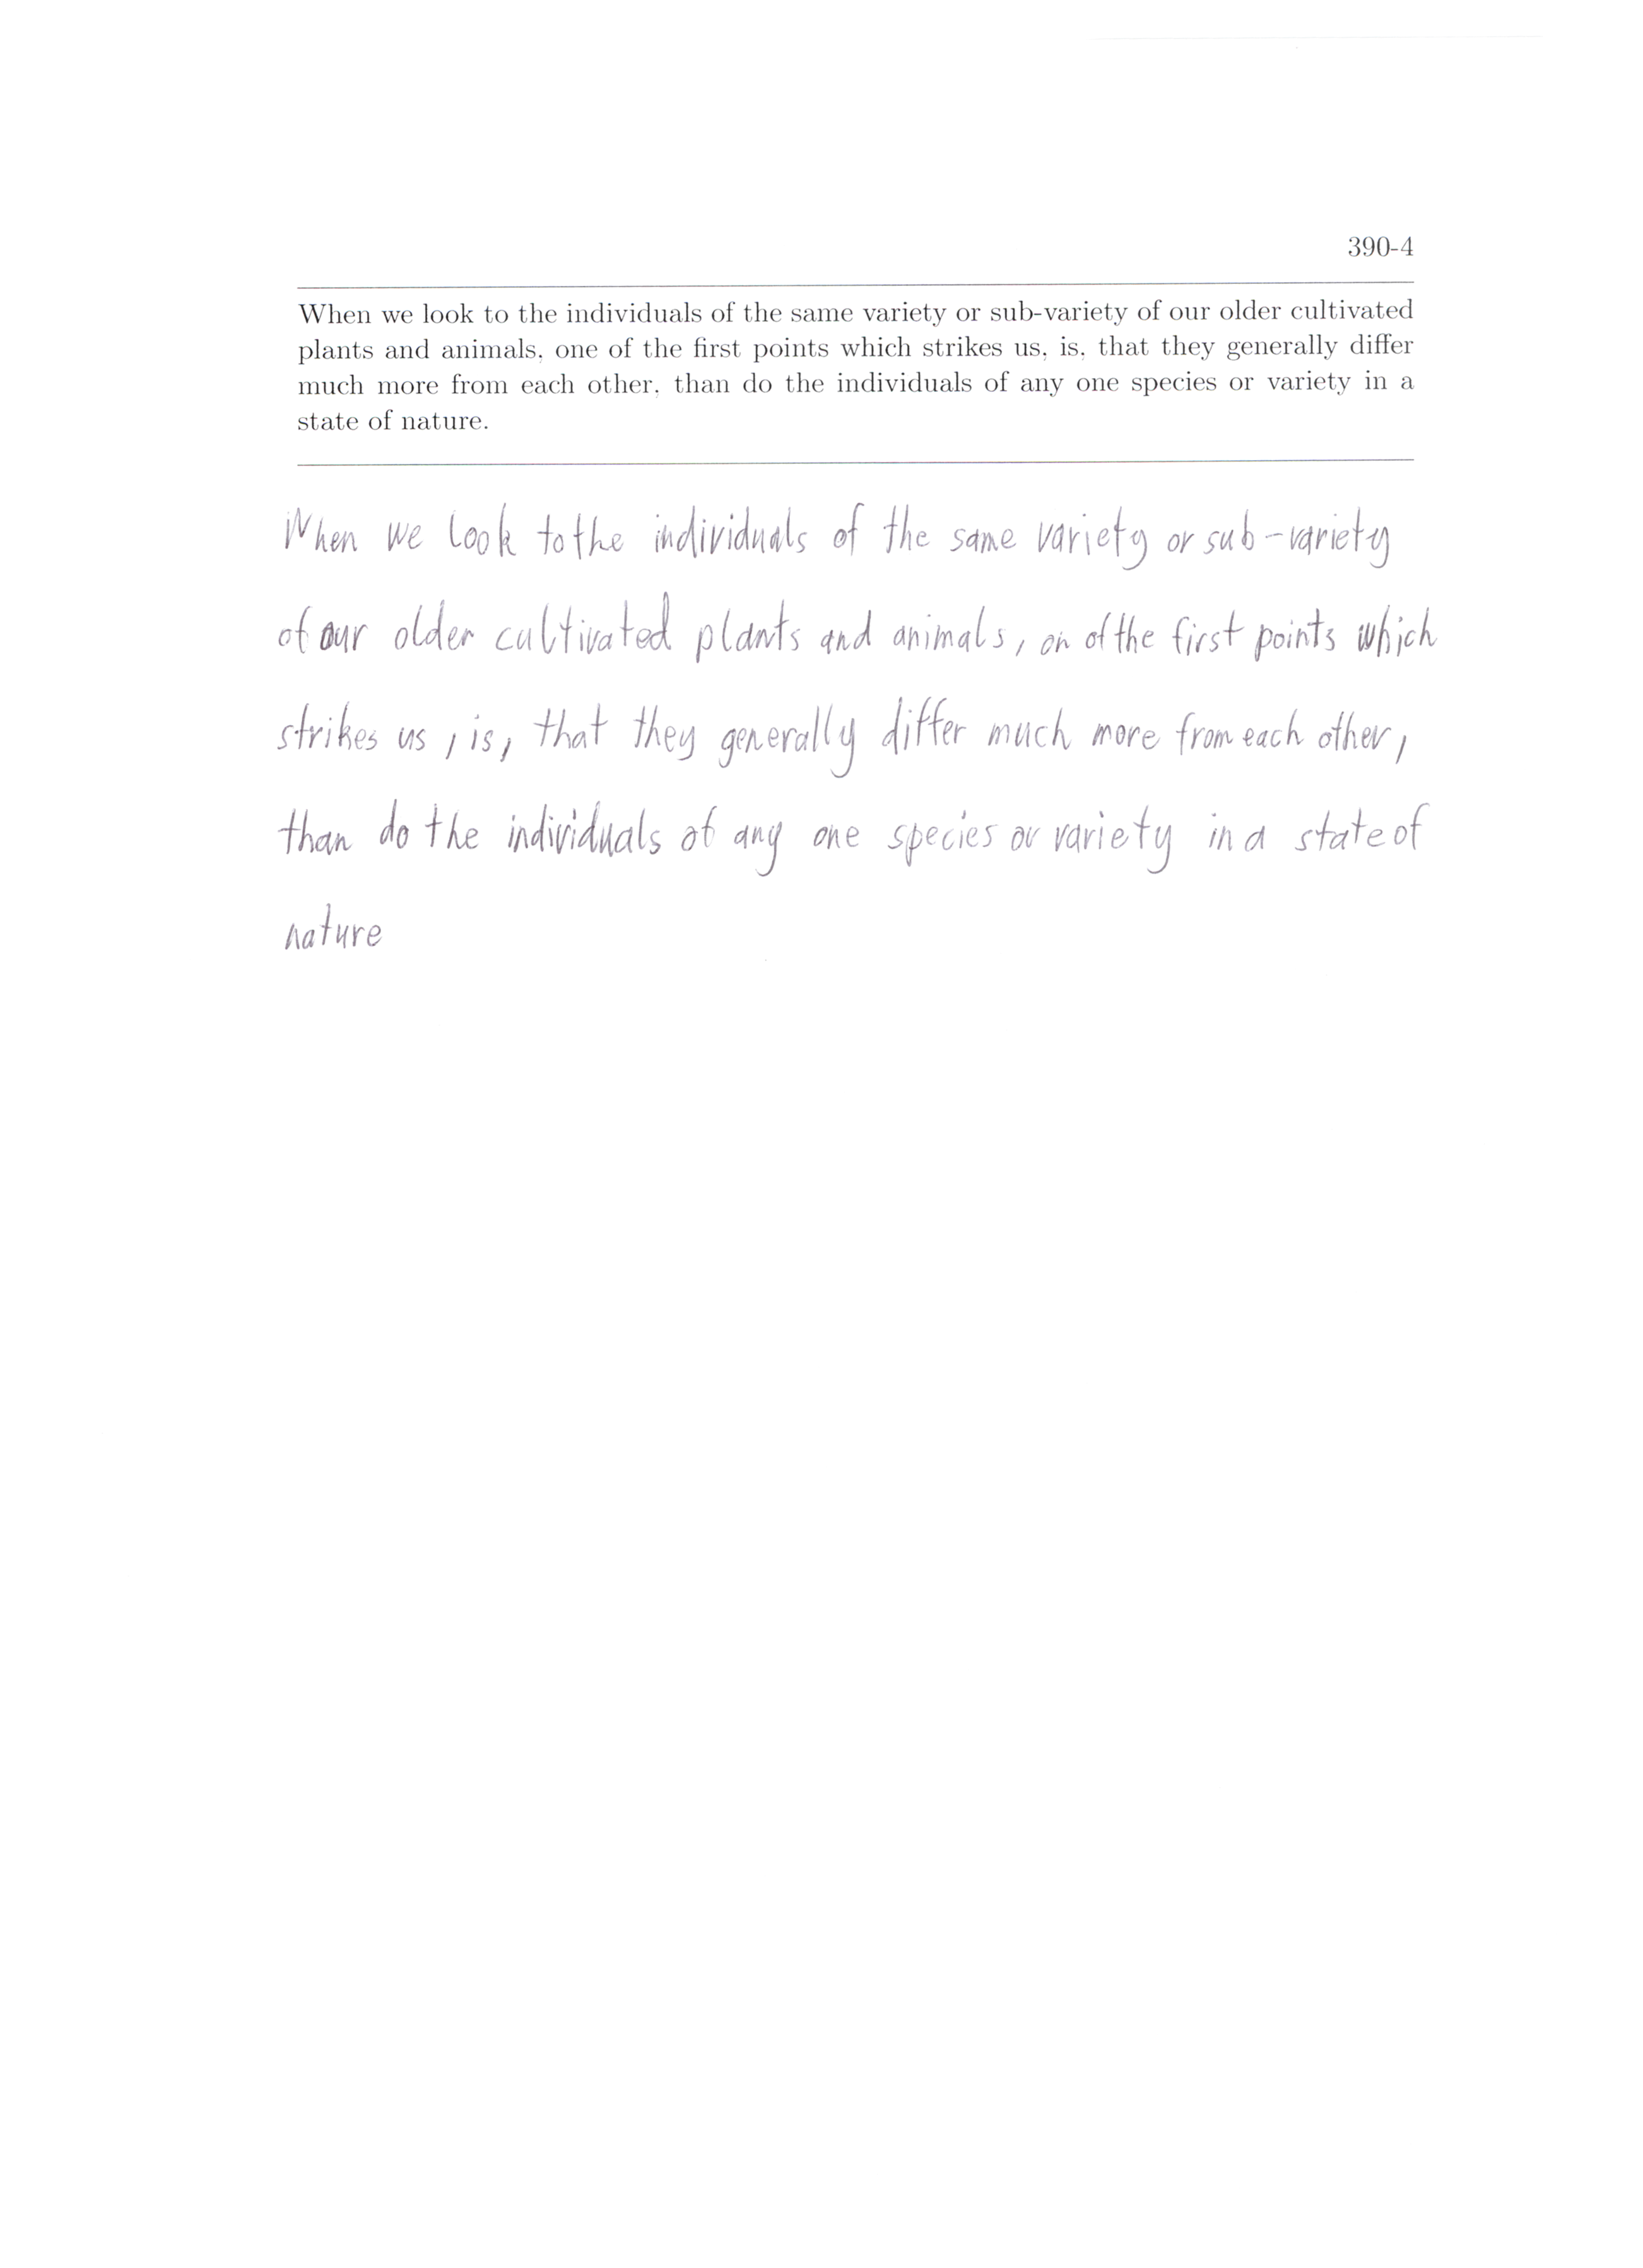 390-4
When we look to the individuals of the same variety or sub-variety of our older cultivated
plants and animals, one of the first points which strikes us, is, that they generally differ
much more from each other, than do the individuals of any one species or variety in a
state of nature.
When we look to the individuals of the same variety or sub-variety
of our older cultivated plants and animals, on of the first points which
strikes us, is, that they generally differ much more from each other,
than do the individuals of any one species or variety in a state of
nature